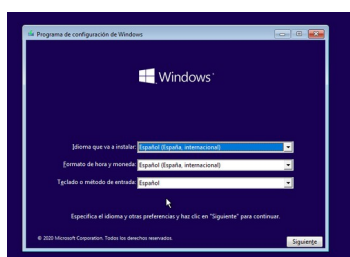 Programa de configuración de Windows
Windows
Idioma que va a instalar: Español (España, internacional)
Formato de hora y moneda: Español (España, internacional)
Teclado o método de entrada: Español
Especifica el idioma y otras preferencias y haz clic en "Siguiente" para continuar.
© 2020 Microsoft Corporation. Todos los derechos reservados.
Siguiente